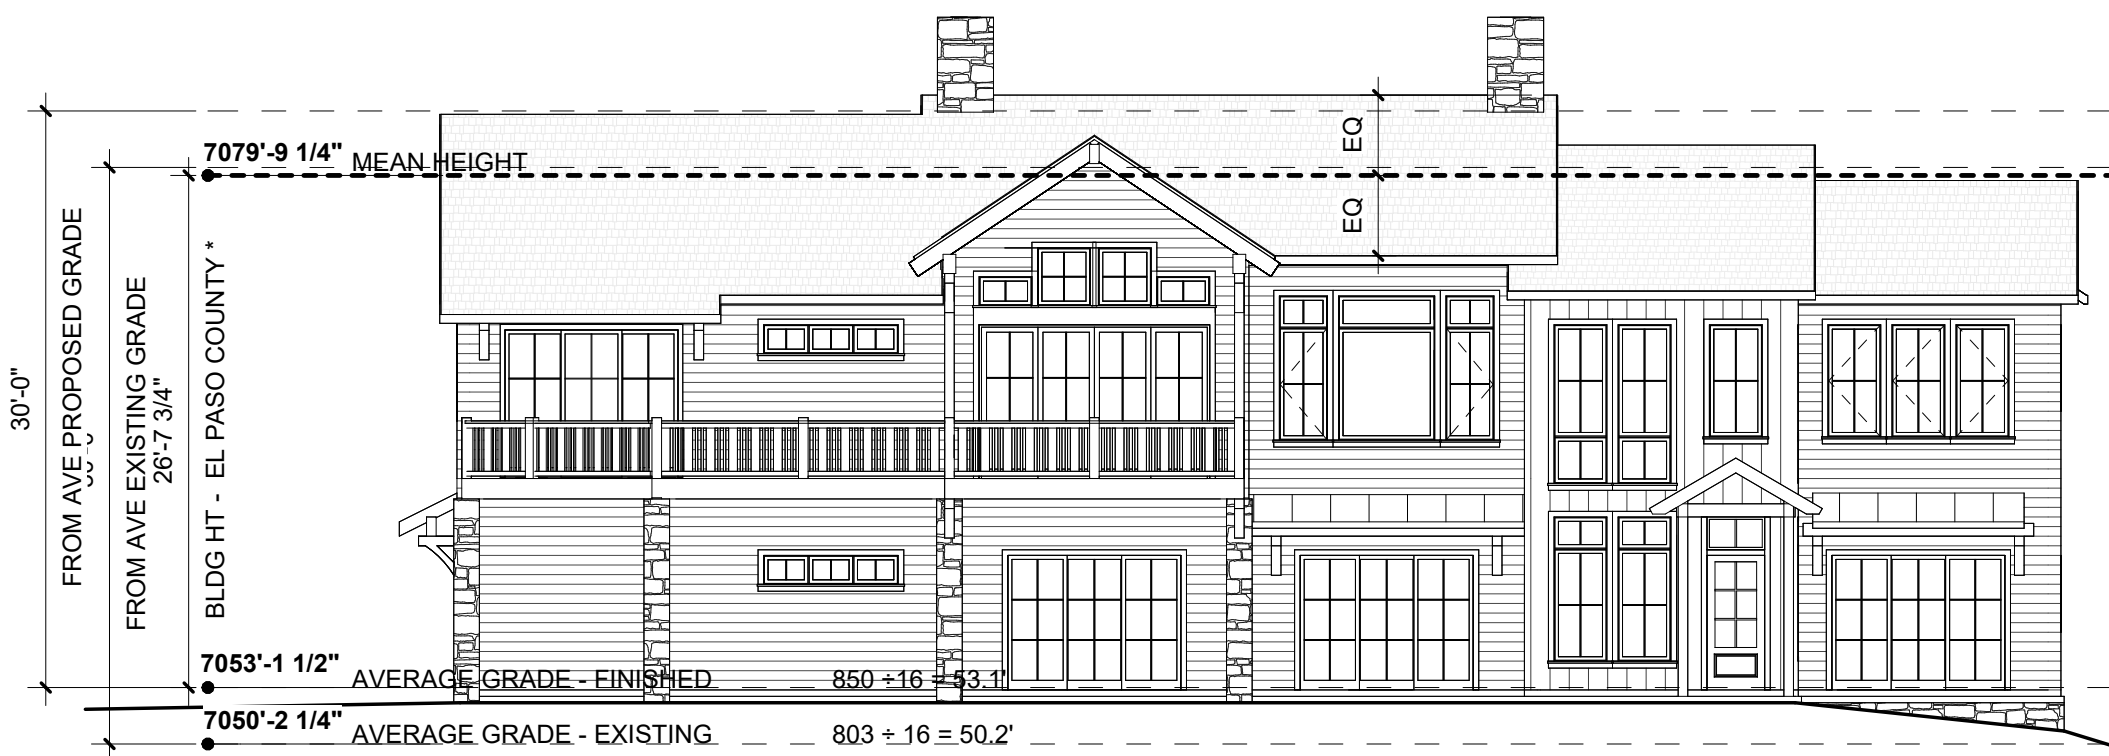 7079'-9 1/4"
MEAN HEIGHT
EQ
EQ
30'-0"
FROM AVE PROPOSED GRADE
FROM AVE EXISTING GRADE
26'-7 3/4"
BLDG HT - EL PASO COUNTY *
7053'-1 1/2"
AVERAGE GRADE - FINISHED
850 ÷16 = 53.1'
7050'-2 1/4"
AVERAGE GRADE - EXISTING
803 ÷ 16 = 50.2'